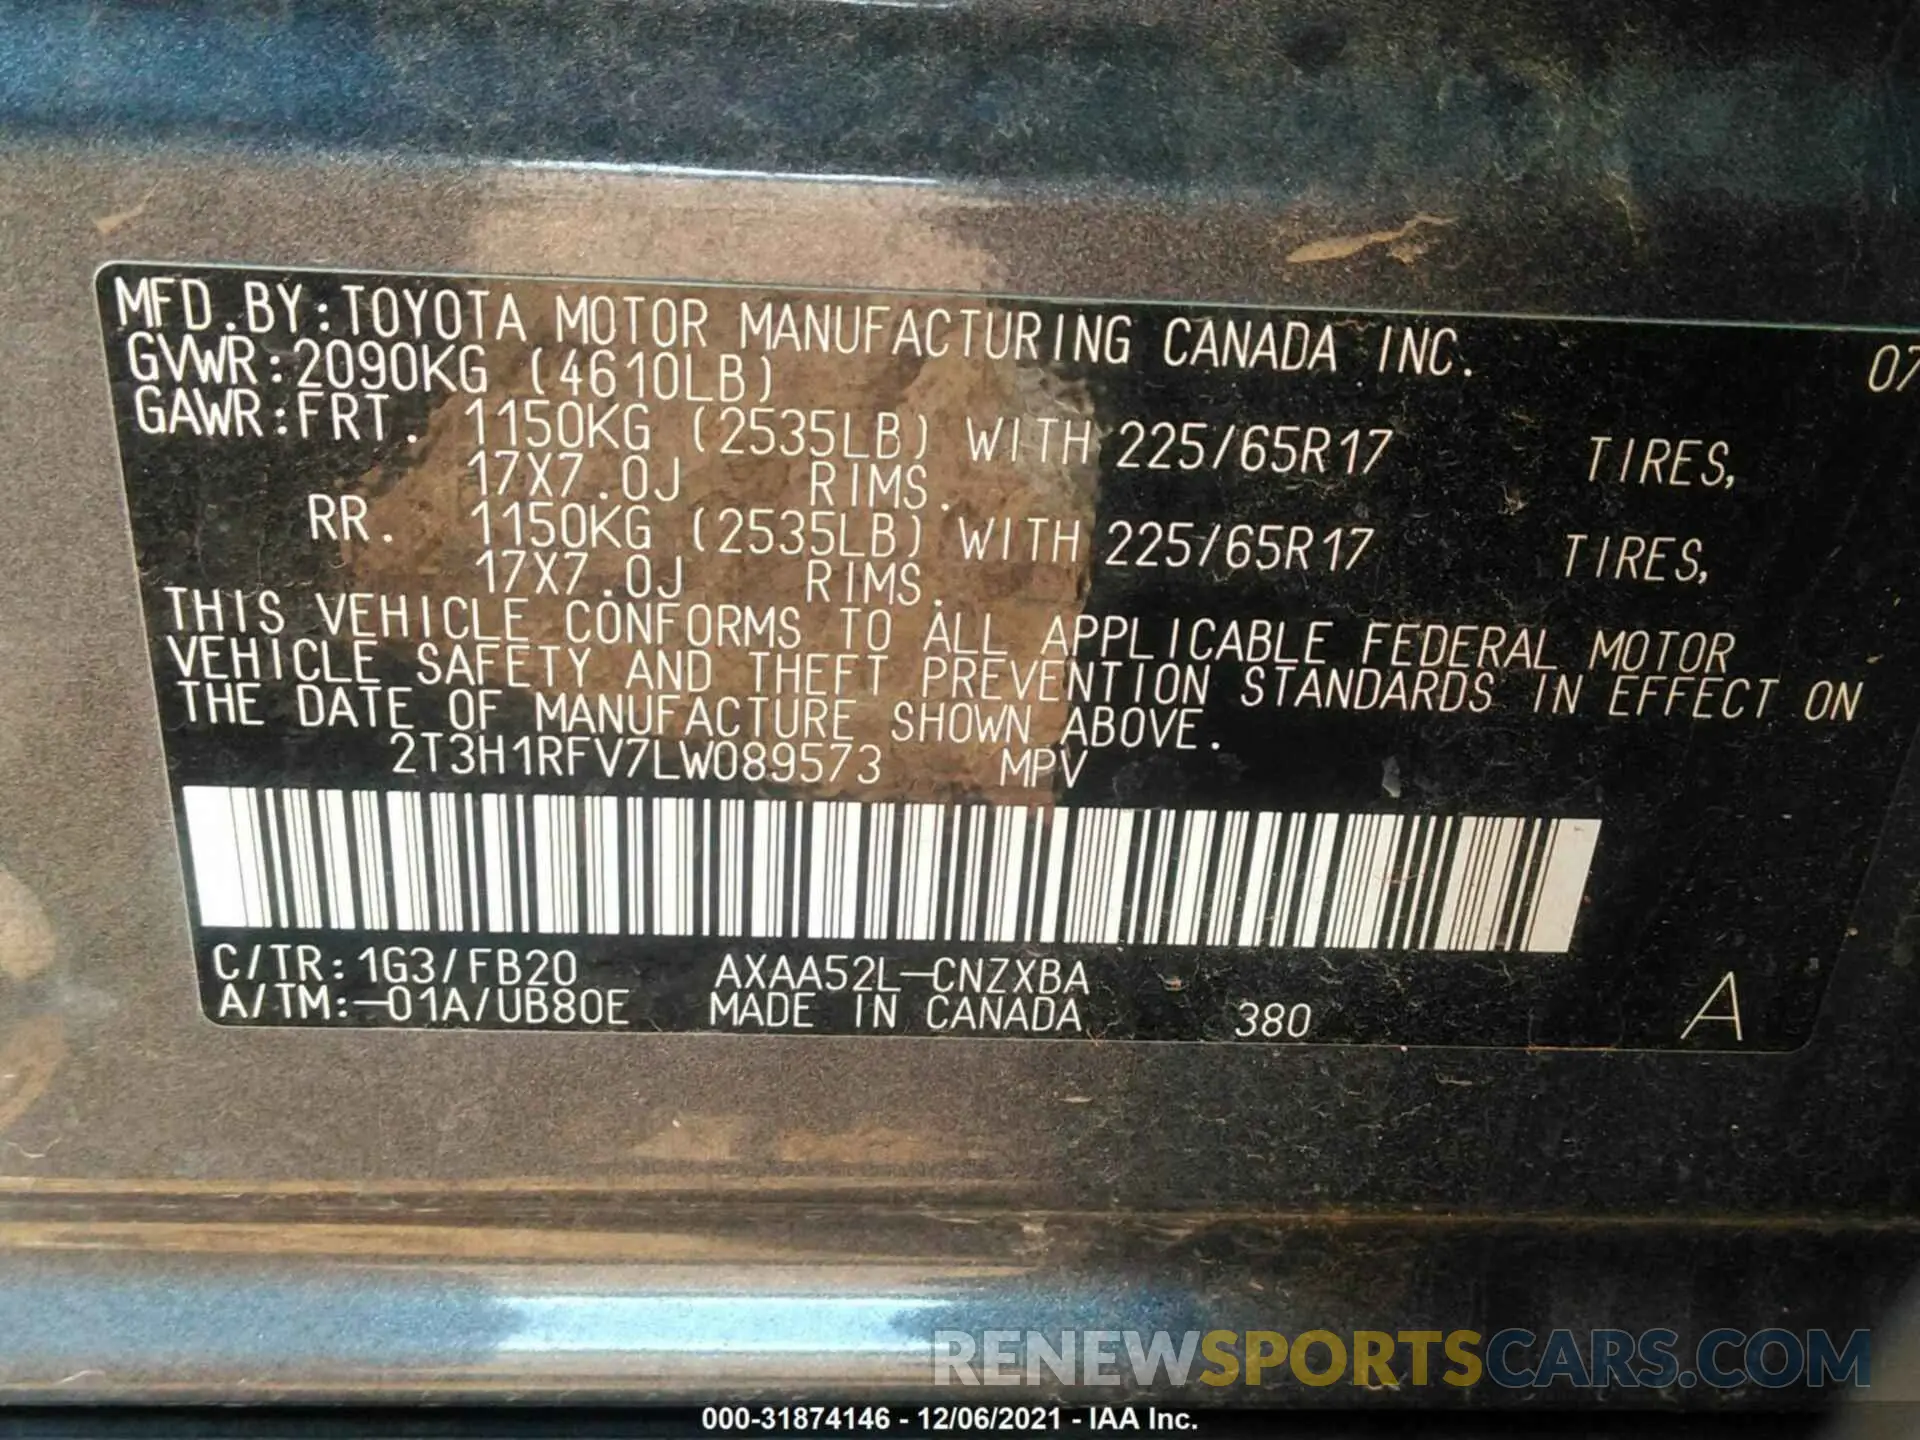 MFD.BY:TOYOTA MOTOR MANUFACTURING CANADA INC. 07
GVWR:2090KG (4610LB)
GAWR:FRT. 1150KG (2535LB) WITH 225/65R17 TIRES,
17X7.0J RIMS.
RR. 1150KG (2535LB) WITH 225/65R17 TIRES,
17X7.0J RIMS.
THIS VEHICLE CONFORMS TO ALL APPLICABLE FEDERAL MOTOR
VEHICLE SAFETY AND THEFT PREVENTION STANDARDS IN EFFECT ON
THE DATE OF MANUFACTURE SHOWN ABOVE.
2T3H1RFV7LW089573 MPV
C/TR:1G3/FB20 AXAA52L-CNZXBA
A/TM:-01A/UB80E MADE IN CANADA 380 A
RENEWSPORTSCARS.COM
000-31874146 - 12/06/2021 - IAA Inc.